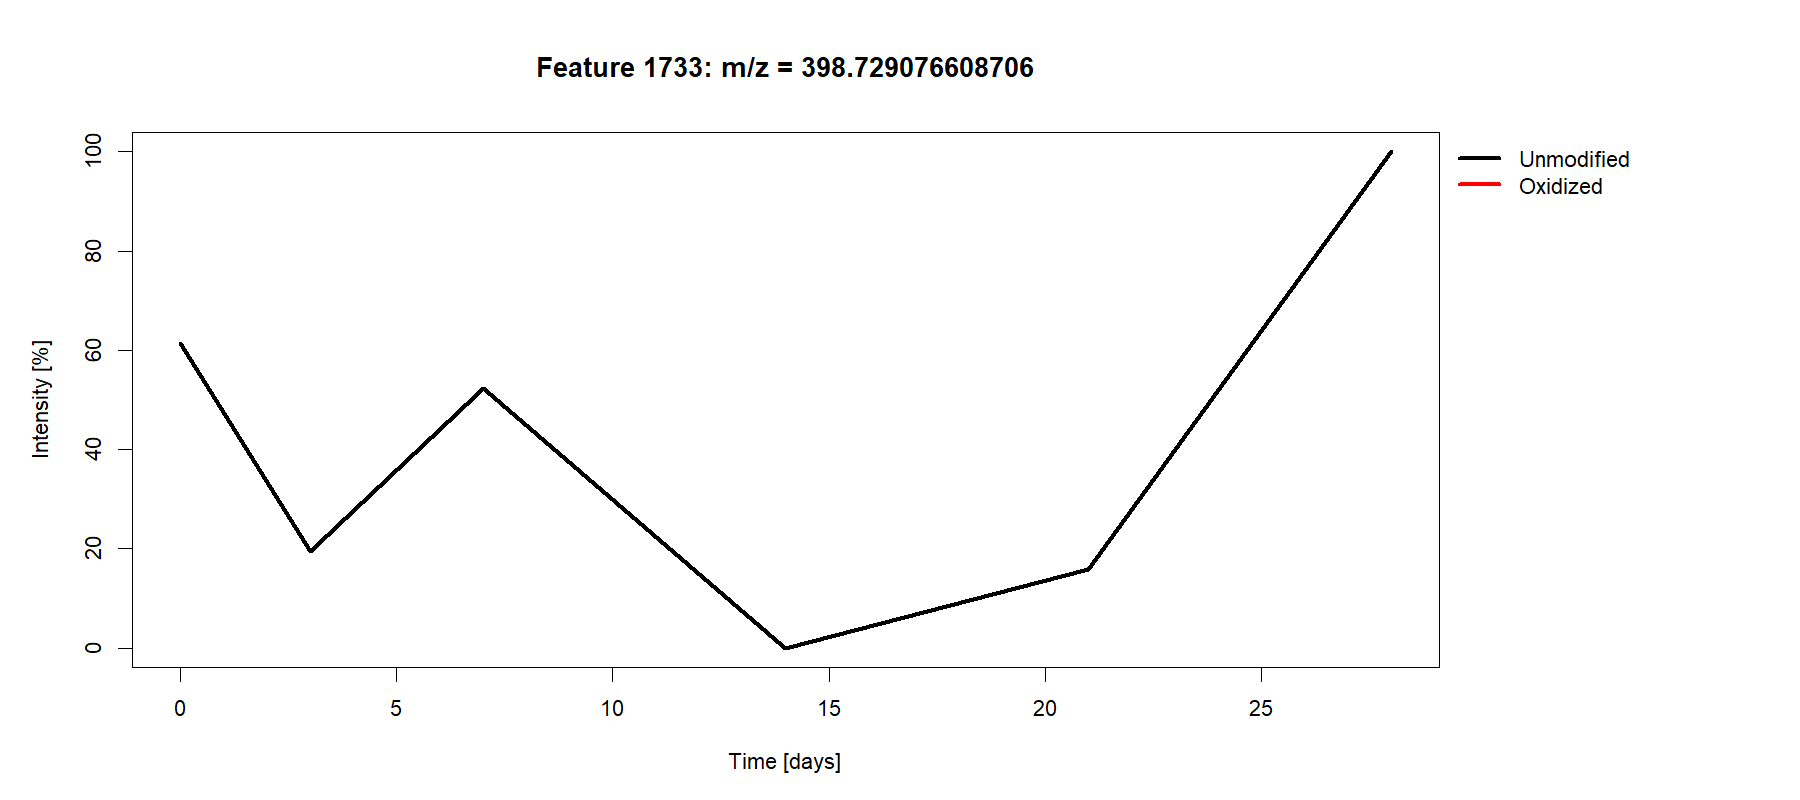 Feature 1733: m/z = 398.729076608706
Unmodified
Oxidized
Intensity [%]
100
80
60
40
20
0
0 5 10 15 20 25
Time [days]